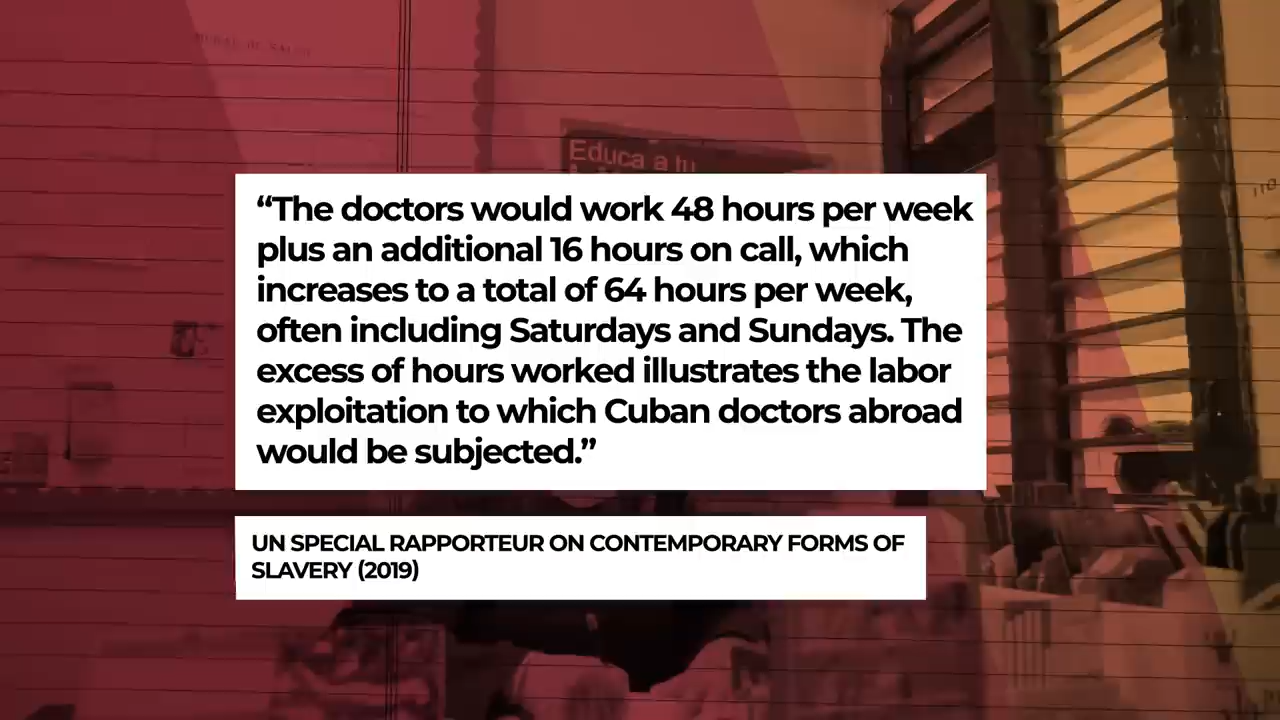 Educa a tu
“The doctors would work 48 hours per week
plus an additional 16 hours on call, which
increases to a total of 64 hours per week,
often including Saturdays and Sundays. The
excess of hours worked illustrates the labor
exploitation to which Cuban doctors abroad
would be subjected.”
UN SPECIAL RAPPORTEUR ON CONTEMPORARY FORMS OF
SLAVERY (2019)